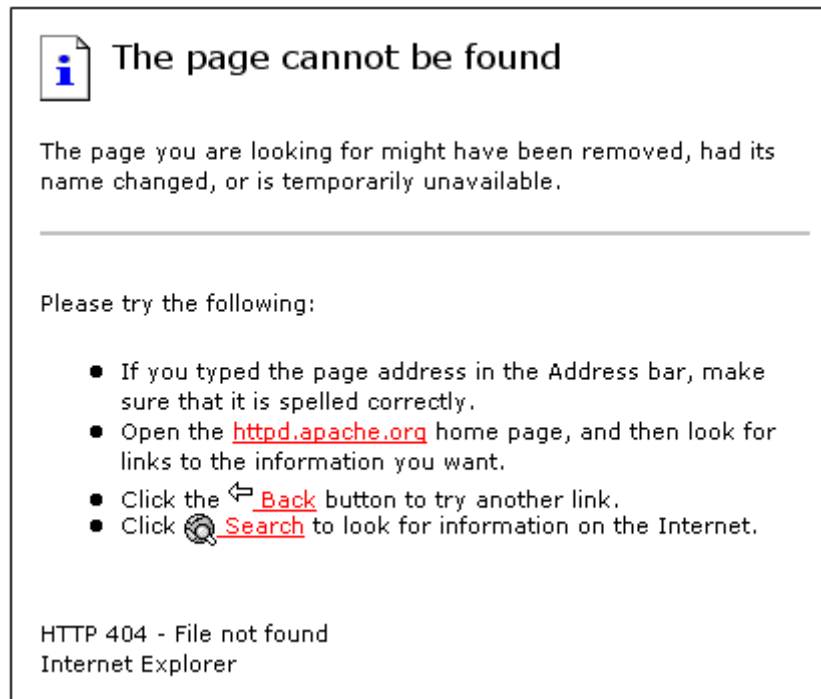 The page cannot be found
The page you are looking for might have been removed, had its
name changed, or is temporarily unavailable.
Please try the following:
If you typed the page address in the Address bar, make
sure that it is spelled correctly.
Open the httpd.apache.org home page, and then look for
links to the information you want.
Click the Back button to try another link.
Click Search to look for information on the Internet.
HTTP 404 - File not found
Internet Explorer